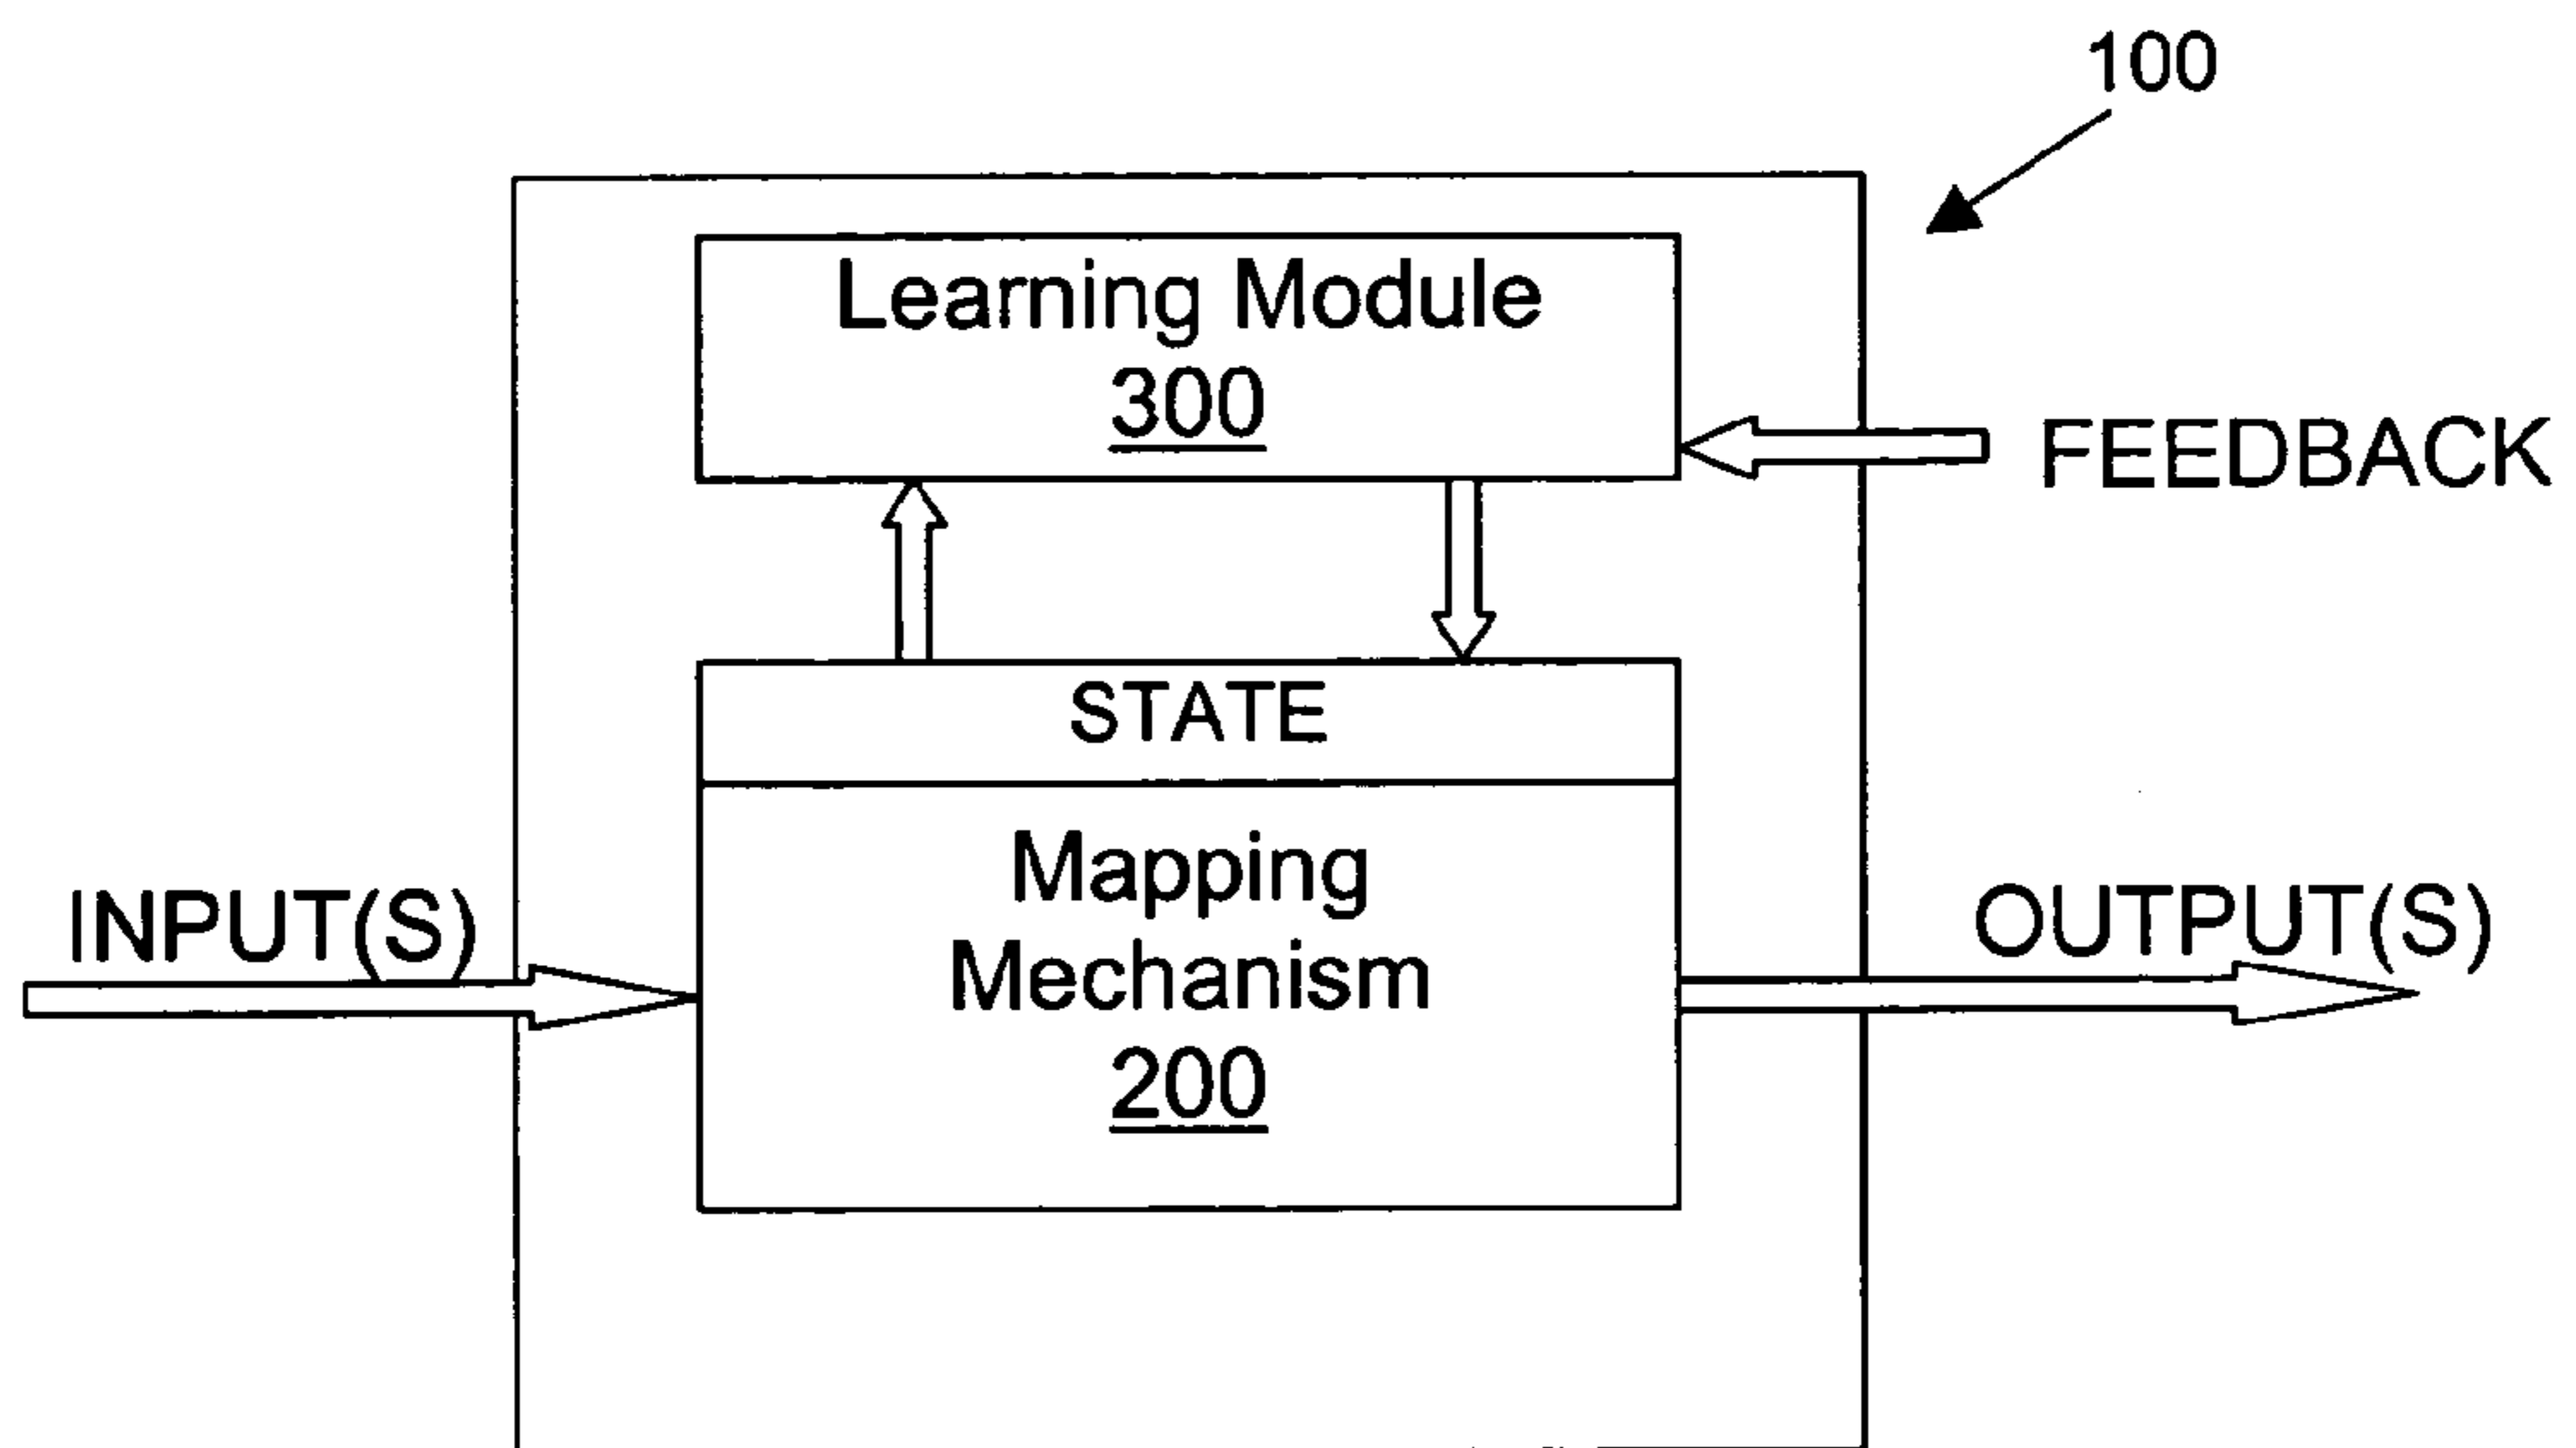 100
Learning Module
300
FEEDBACK
STATE
Mapping
Mechanism
200
INPUT(S)
OUTPUT(S)